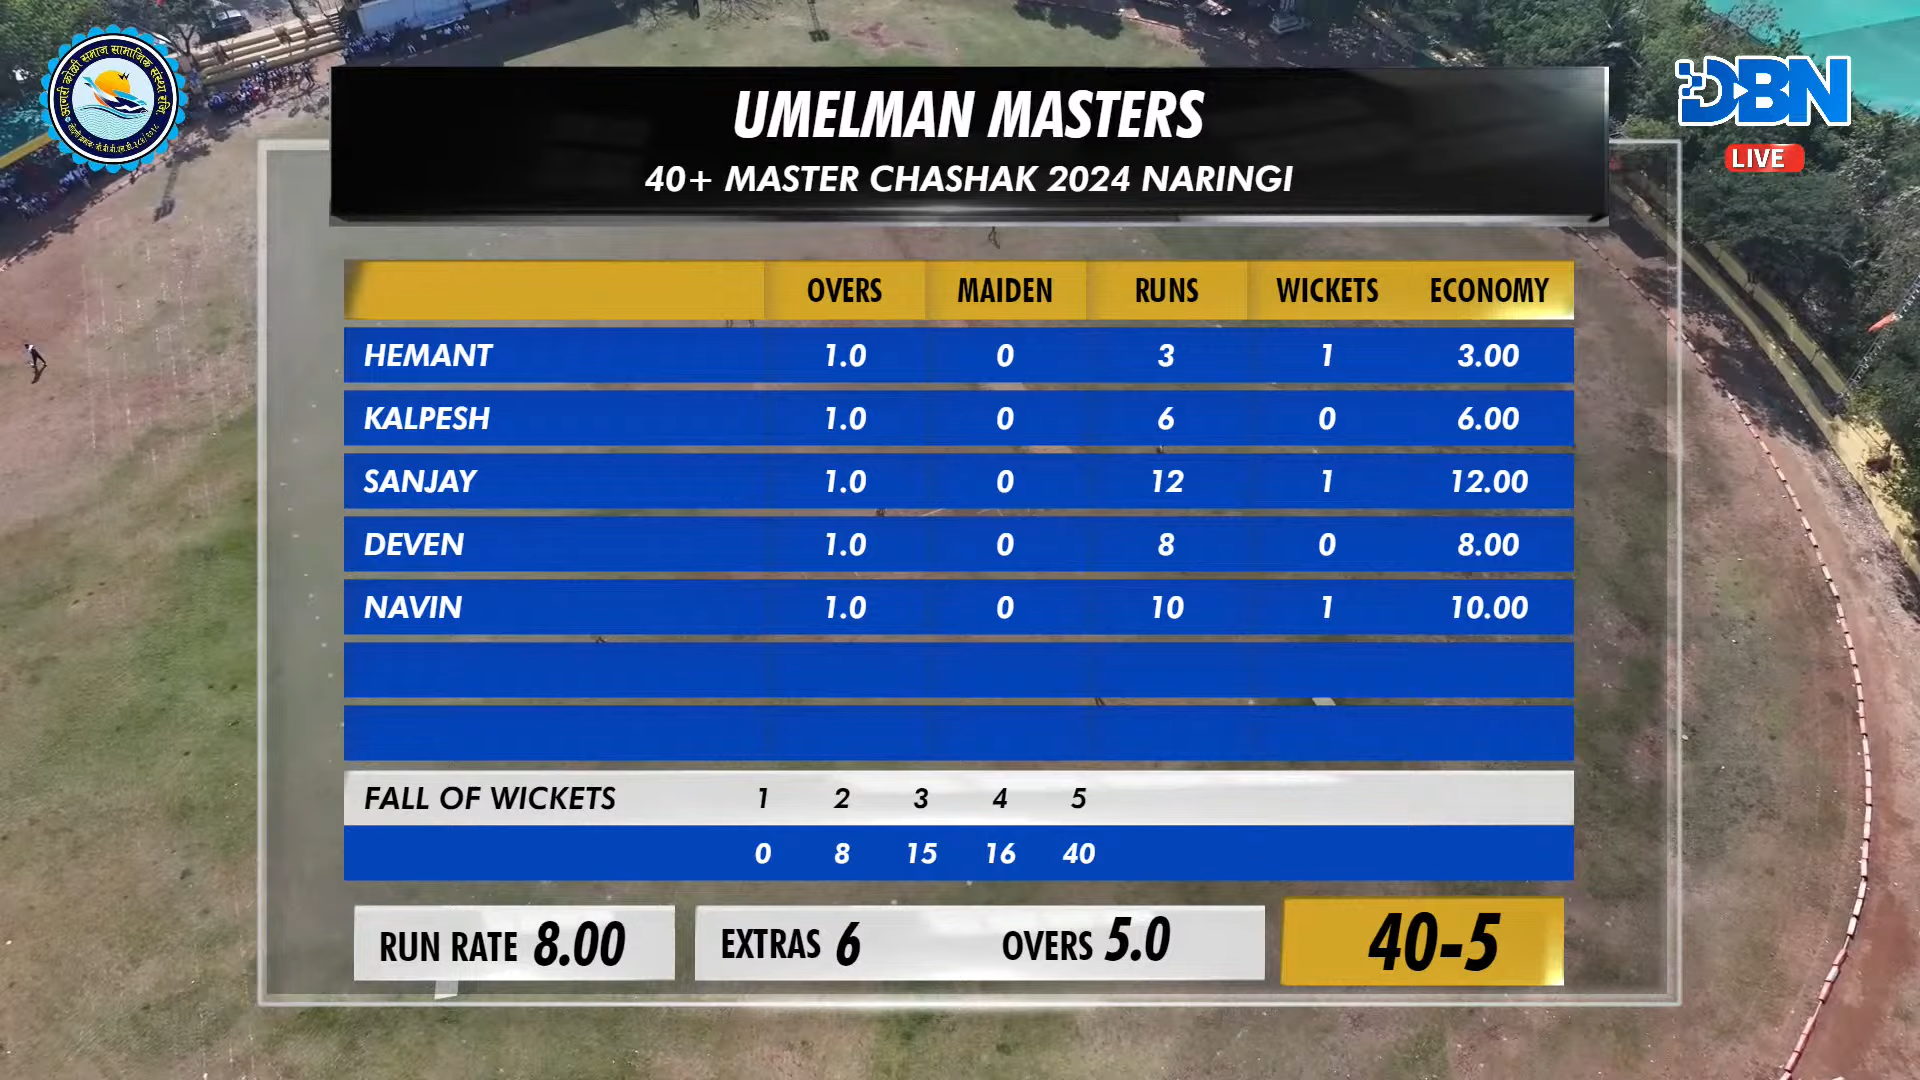 आगरी कोळी समाज सामाजिक संस्था रजि.
DBN
LIVE
UMELMAN MASTERS
40+ MASTER CHASHAK 2024 NARINGI
OVERS MAIDEN RUNS WICKETS ECONOMY
HEMANT 1.0 0 3 1 3.00
KALPESH 1.0 0 6 0 6.00
SANJAY 1.0 0 12 1 12.00
DEVEN 1.0 0 8 0 8.00
NAVIN 1.0 0 10 1 10.00
FALL OF WICKETS 1 2 3 4 5
0 8 15 16 40
RUN RATE 8.00 EXTRAS 6 OVERS 5.0 40-5